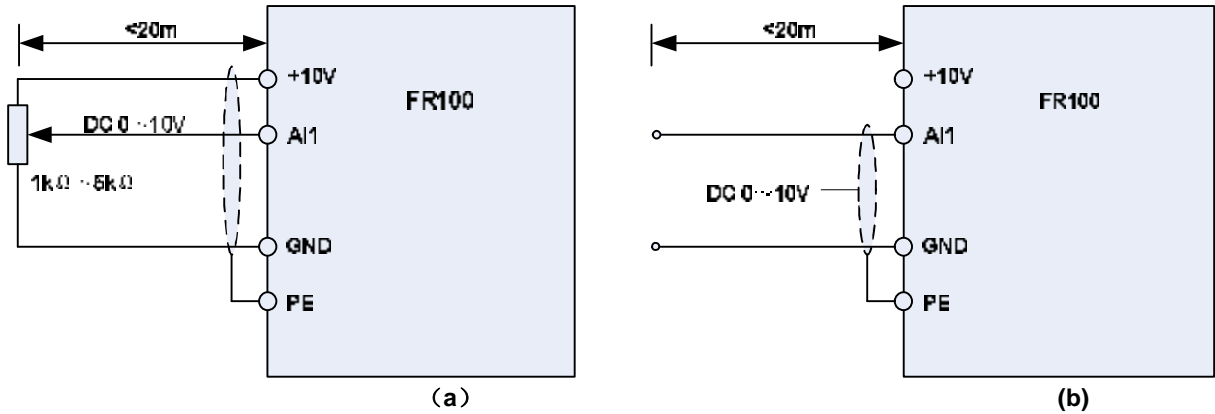 <20m
+10V
FR100
DC 0 ~10V
AI1
1kΩ ~5kΩ
GND
PE
（a）
<20m
+10V
FR100
AI1
DC 0~10V
GND
PE
(b)